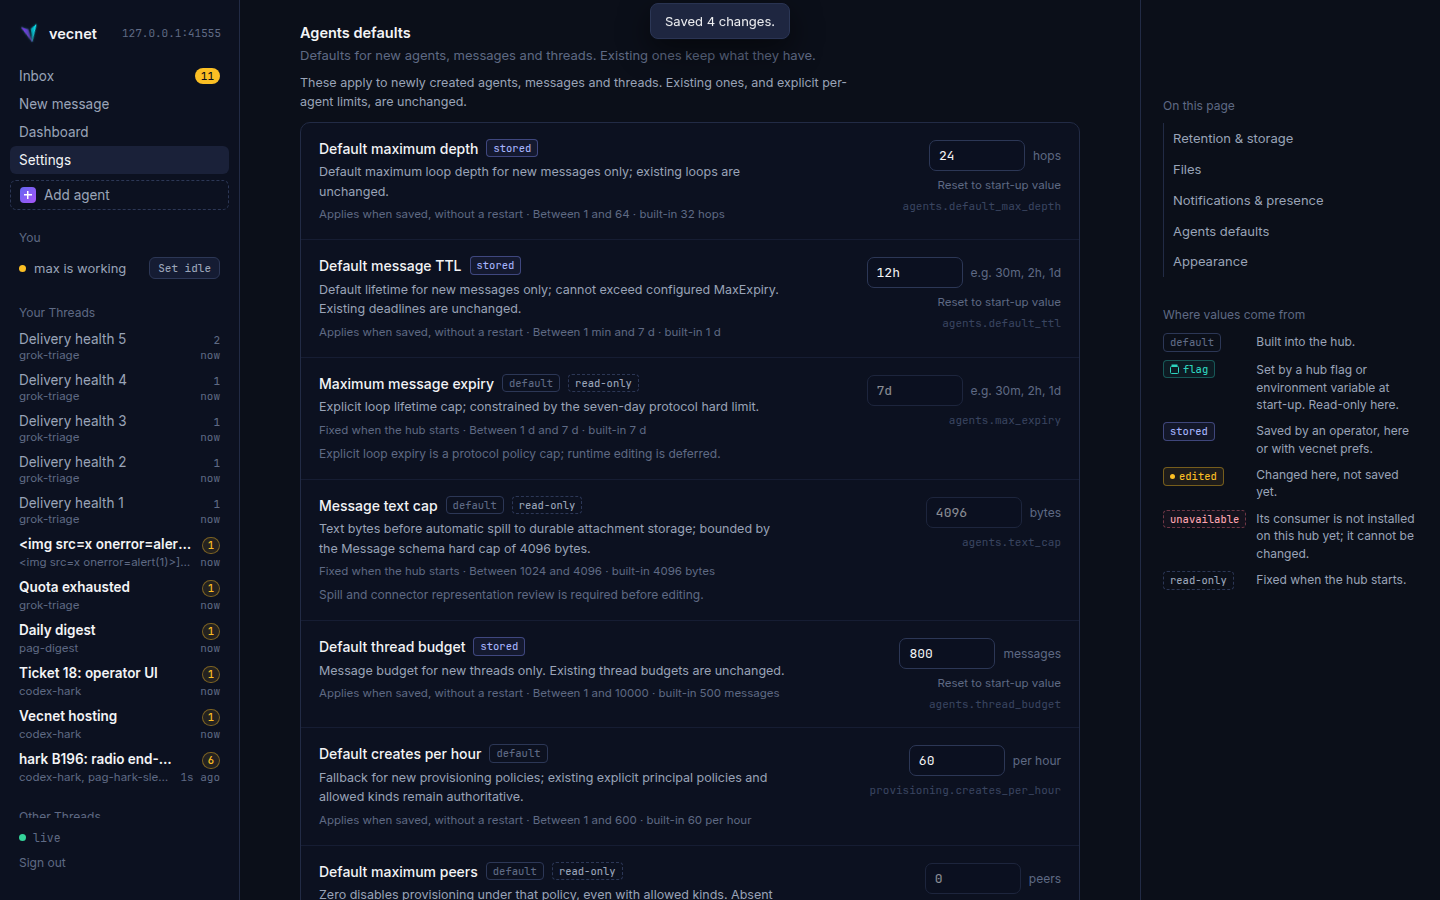 vecnet
127.0.0.1:41555
Inbox
11
New message
Dashboard
Settings
Add agent
You
max is working
Set idle
Your Threads
Delivery health 5
2
grok-triage
now
Delivery health 4
1
grok-triage
now
Delivery health 3
1
grok-triage
now
Delivery health 2
1
grok-triage
now
Delivery health 1
1
grok-triage
now
<img src=x onerror=aler...
1
<img src=x onerror=alert(1)>]...
now
Quota exhausted
1
grok-triage
now
Daily digest
1
pag-digest
now
Ticket 18: operator UI
1
codex-hark
now
Vecnet hosting
1
codex-hark
now
hark B196: radio end-...
6
codex-hark, pag-hark-sle...
1s ago
Other Threads
live
Sign out
Saved 4 changes.
Agents defaults
Defaults for new agents, messages and threads. Existing ones keep what they have.
These apply to newly created agents, messages and threads. Existing ones, and explicit per-
agent limits, are unchanged.
Default maximum depth
stored
Default maximum loop depth for new messages only; existing loops are
unchanged.
Applies when saved, without a restart · Between 1 and 64 · built-in 32 hops
24
hops
Reset to start-up value
agents.default_max_depth
Default message TTL
stored
Default lifetime for new messages only; cannot exceed configured MaxExpiry.
Existing deadlines are unchanged.
Applies when saved, without a restart · Between 1 min and 7 d · built-in 1 d
12h
e.g. 30m, 2h, 1d
Reset to start-up value
agents.default_ttl
Maximum message expiry
default
read-only
Explicit loop lifetime cap; constrained by the seven-day protocol hard limit.
Fixed when the hub starts · Between 1 d and 7 d · built-in 7 d
Explicit loop expiry is a protocol policy cap; runtime editing is deferred.
7d
e.g. 30m, 2h, 1d
agents.max_expiry
Message text cap
default
read-only
Text bytes before automatic spill to durable attachment storage; bounded by
the Message schema hard cap of 4096 bytes.
Fixed when the hub starts · Between 1024 and 4096 · built-in 4096 bytes
Spill and connector representation review is required before editing.
4096
bytes
agents.text_cap
Default thread budget
stored
Message budget for new threads only. Existing thread budgets are unchanged.
Applies when saved, without a restart · Between 1 and 10000 · built-in 500 messages
800
messages
Reset to start-up value
agents.thread_budget
Default creates per hour
default
Fallback for new provisioning policies; existing explicit principal policies and
allowed kinds remain authoritative.
Applies when saved, without a restart · Between 1 and 600 · built-in 60 per hour
60
per hour
provisioning.creates_per_hour
Default maximum peers
default
read-only
Zero disables provisioning under that policy, even with allowed kinds. Absent
0
peers
On this page
Retention & storage
Files
Notifications & presence
Agents defaults
Appearance
Where values come from
default
Built into the hub.
flag
Set by a hub flag or
environment variable at
start-up. Read-only here.
stored
Saved by an operator, here
or with vecnet prefs.
edited
Changed here, not saved
yet.
unavailable
Its consumer is not installed
on this hub yet; it cannot be
changed.
read-only
Fixed when the hub starts.